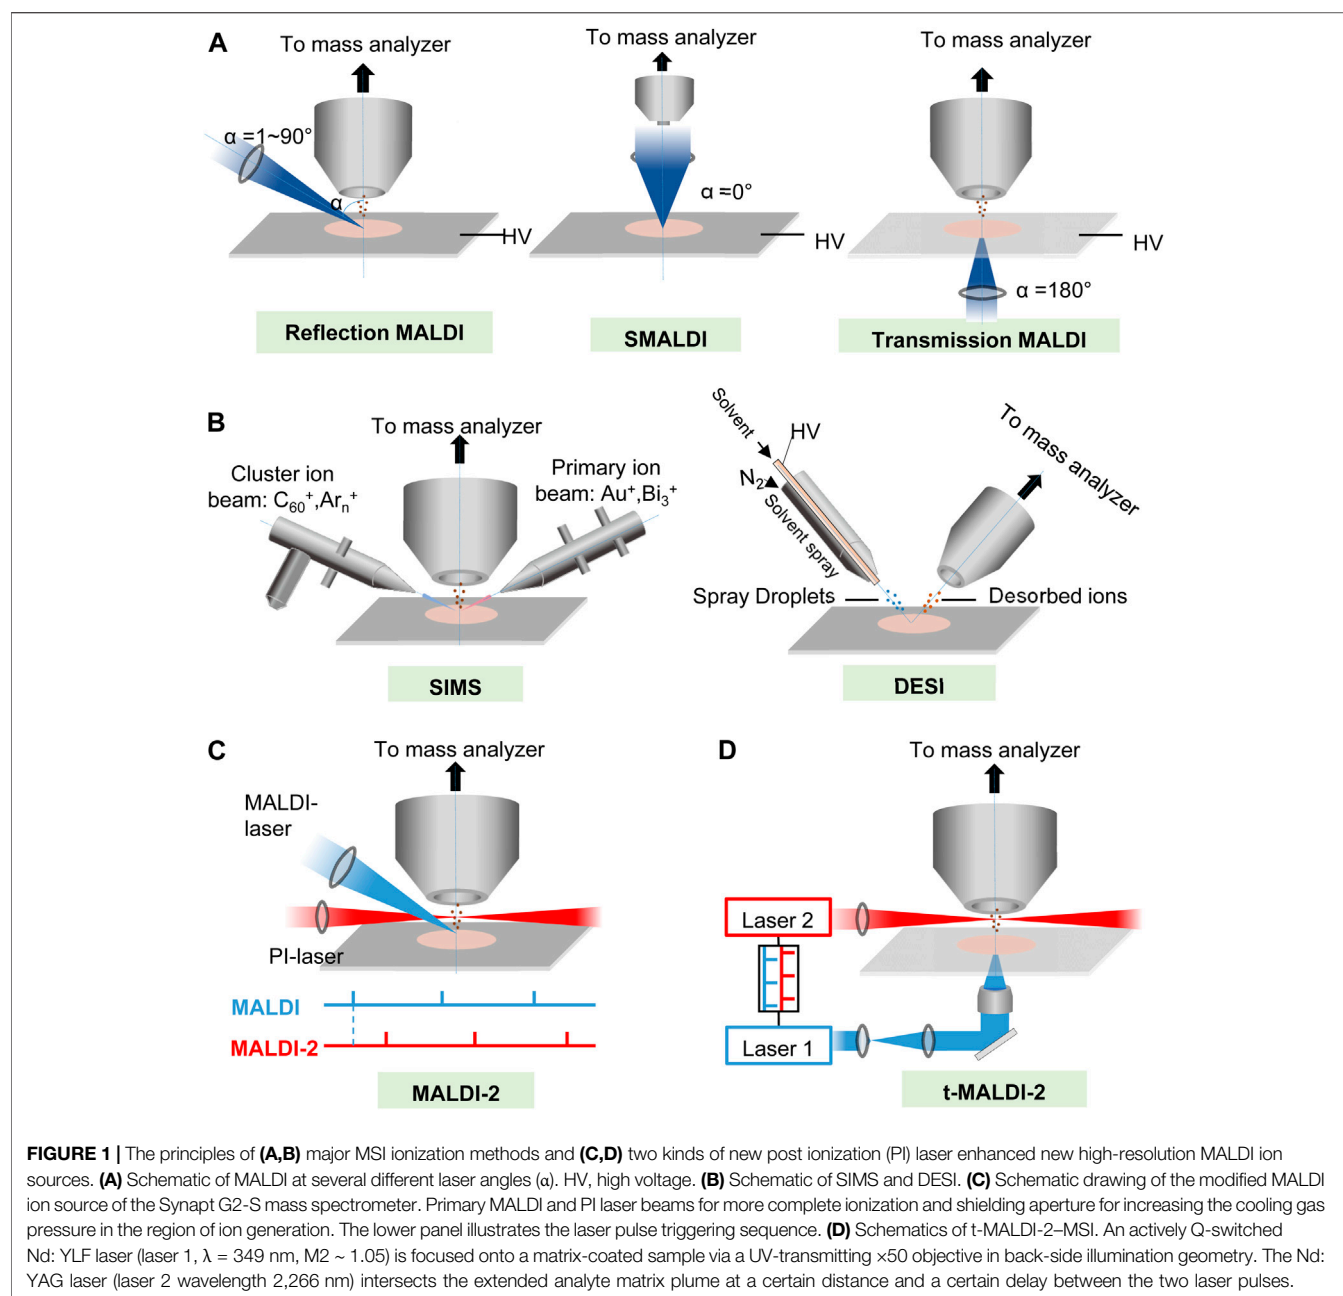 A
To mass analyzer
To mass analyzer
To mass analyzer
α =1~90°
α
HV
α =0°
HV
α =180°
HV
Reflection MALDI
SMALDI
Transmission MALDI
B
To mass analyzer
Cluster ion
beam: C₆₀⁺,Arₙ⁺
Primary ion
beam: Au⁺,Bi₃⁺
SIMS
Solvent
HV
N₂
Solvent spray
To mass analyzer
Spray Droplets
Desorbed ions
DESI
C
To mass analyzer
MALDI-
laser
PI-laser
MALDI
MALDI-2
MALDI-2
D
To mass analyzer
Laser 2
Laser 1
t-MALDI-2
FIGURE 1 | The principles of (A,B) major MSI ionization methods and (C,D) two kinds of new post ionization (PI) laser enhanced new high-resolution MALDI ion
sources. (A) Schematic of MALDI at several different laser angles (α). HV, high voltage. (B) Schematic of SIMS and DESI. (C) Schematic drawing of the modified MALDI
ion source of the Synapt G2-S mass spectrometer. Primary MALDI and PI laser beams for more complete ionization and shielding aperture for increasing the cooling gas
pressure in the region of ion generation. The lower panel illustrates the laser pulse triggering sequence. (D) Schematics of t-MALDI-2–MSI. An actively Q-switched
Nd: YLF laser (laser 1, λ = 349 nm, M2 ~ 1.05) is focused onto a matrix-coated sample via a UV-transmitting ×50 objective in back-side illumination geometry. The Nd:
YAG laser (laser 2 wavelength 2,266 nm) intersects the extended analyte matrix plume at a certain distance and a certain delay between the two laser pulses.